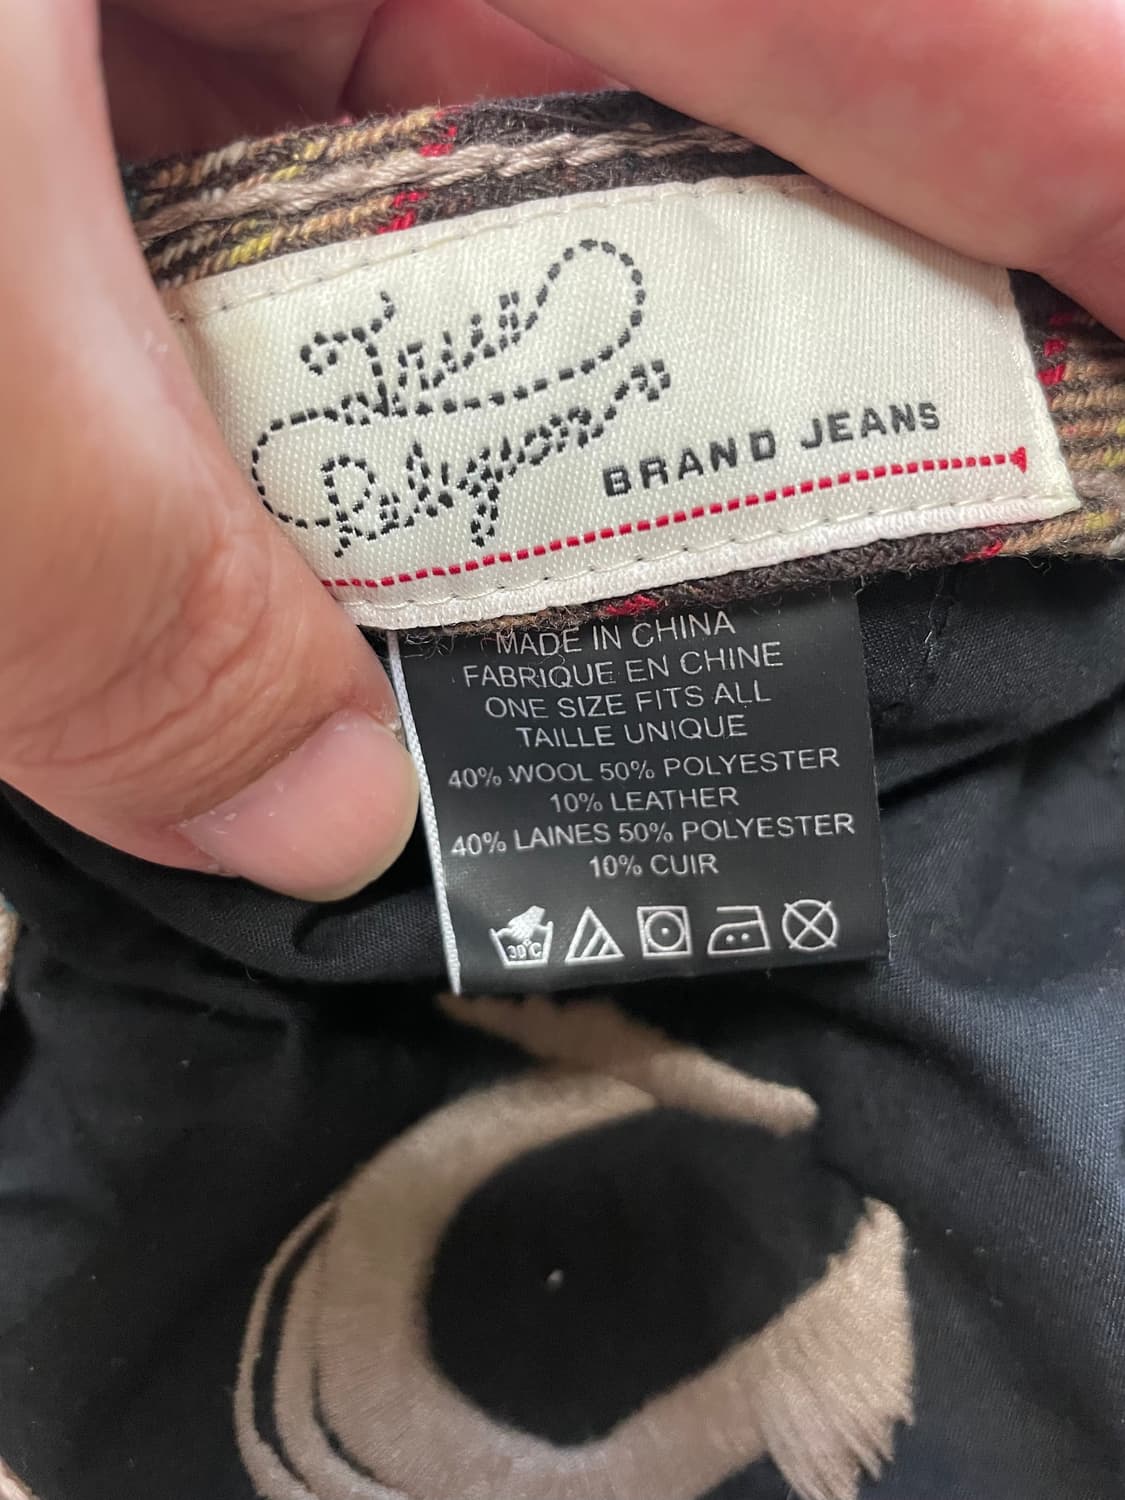 True
Religion
BRAND JEANS
MADE IN CHINA
FABRIQUE EN CHINE
ONE SIZE FITS ALL
TAILLE UNIQUE
40% WOOL 50% POLYESTER
10% LEATHER
40% LAINES 50% POLYESTER
10% CUIR
30°C